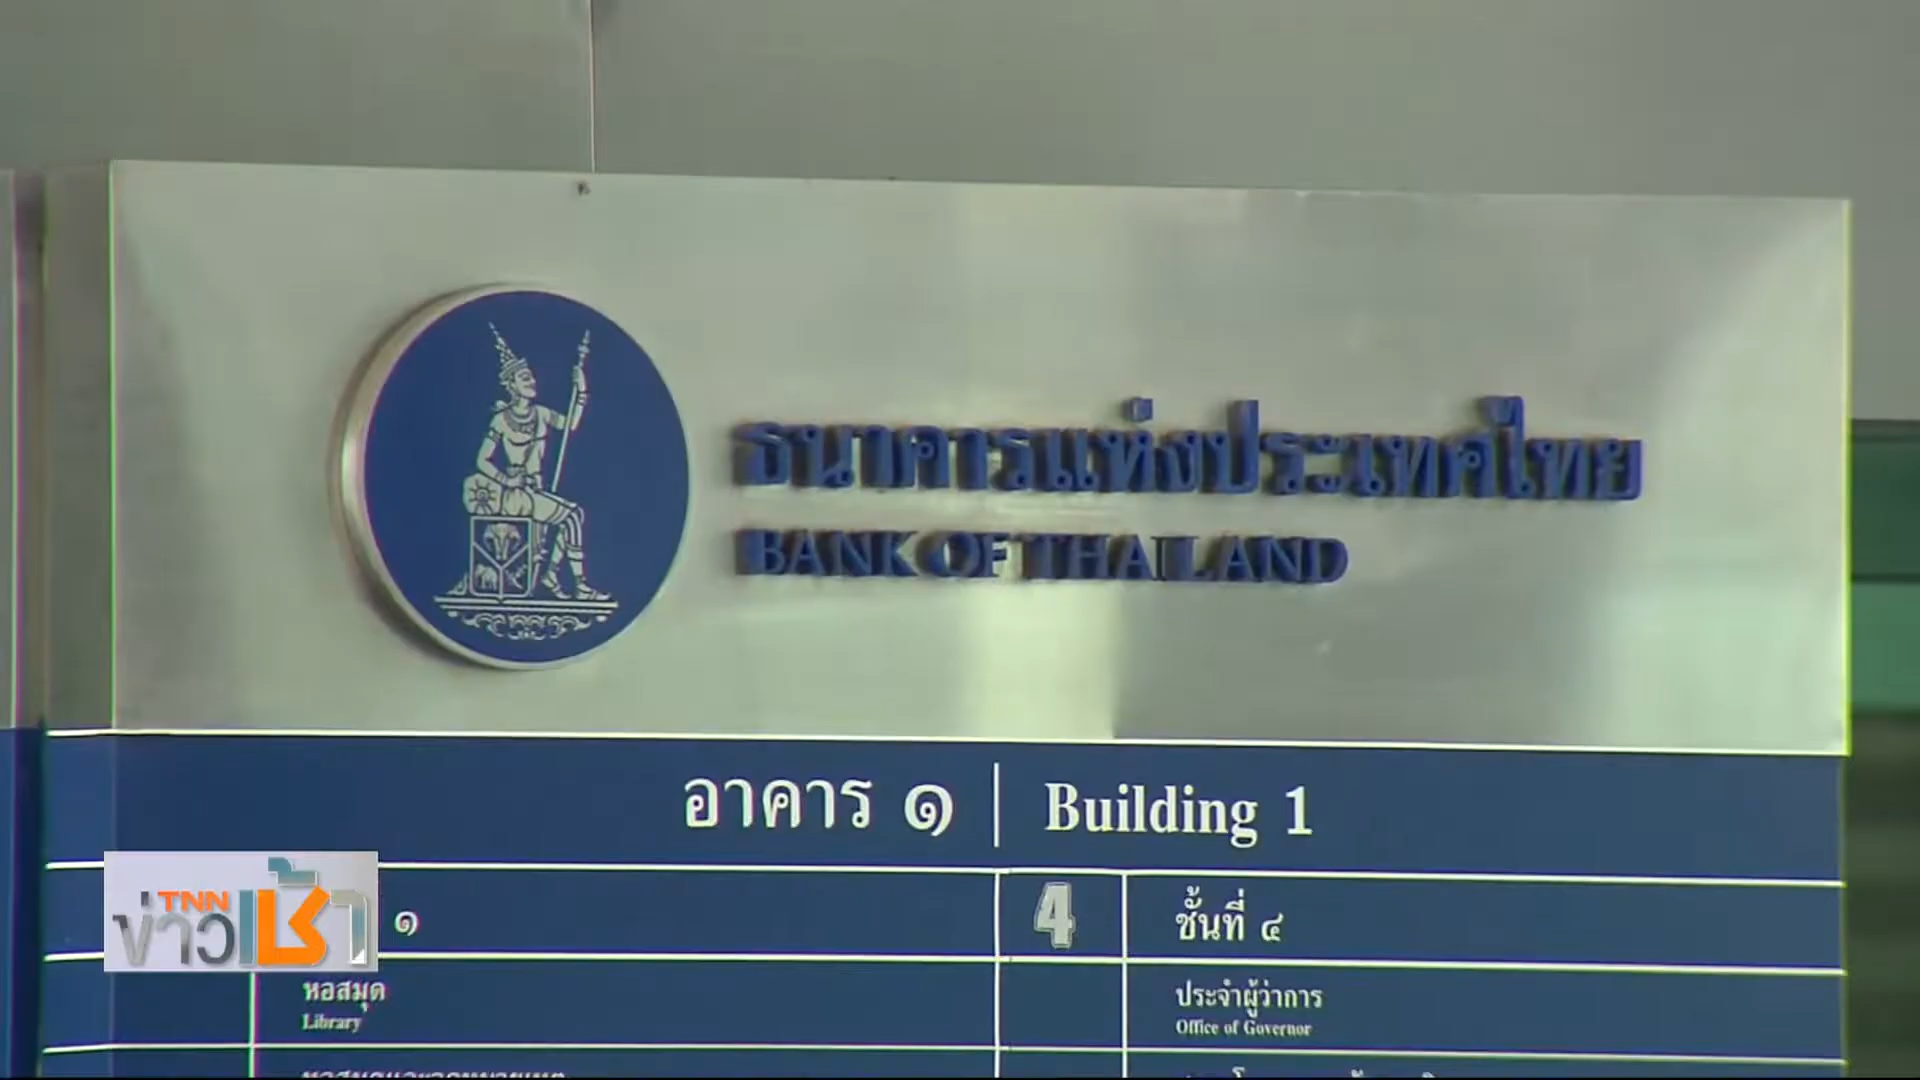 ธนาคารแห่งประเทศไทย
BANK OF THAILAND
อาคาร ๑ | Building 1
TNN
ข่าวเช้า
๑
4
ชั้นที่ ๔
หอสมุด
Library
ประจำผู้ว่าการ
Office of Governor